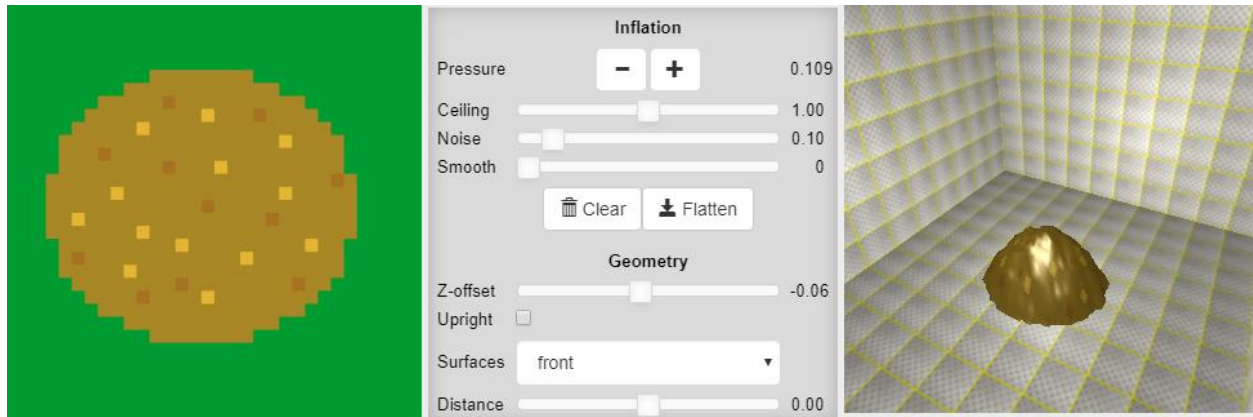 Inflation
Pressure - + 0.109
Ceiling 1.00
Noise 0.10
Smooth 0
Clear Flatten
Geometry
Z-offset -0.06
Upright
Surfaces front
Distance 0.00